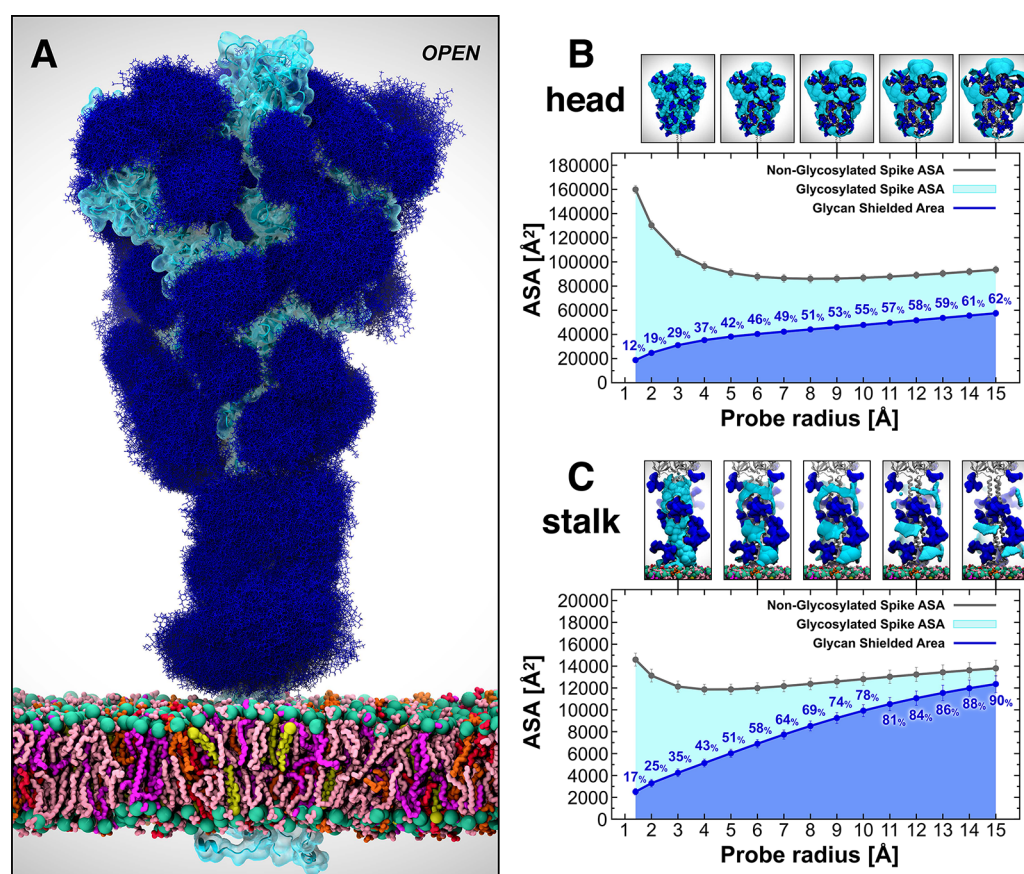 A
OPEN
B
head
Non-Glycosylated Spike ASA
Glycosylated Spike ASA
Glycan Shielded Area
ASA [Å²]
180000
160000
140000
120000
100000
80000
60000
40000
20000
0
12% 19% 29% 37% 42% 46% 49% 51% 53% 55% 57% 58% 59% 61% 62%
1 2 3 4 5 6 7 8 9 10 11 12 13 14 15
Probe radius [Å]
C
stalk
Non-Glycosylated Spike ASA
Glycosylated Spike ASA
Glycan Shielded Area
ASA [Å²]
20000
18000
16000
14000
12000
10000
8000
6000
4000
2000
0
17% 25% 35% 43% 51% 58% 64% 69% 74% 78% 81% 84% 86% 88% 90%
1 2 3 4 5 6 7 8 9 10 11 12 13 14 15
Probe radius [Å]